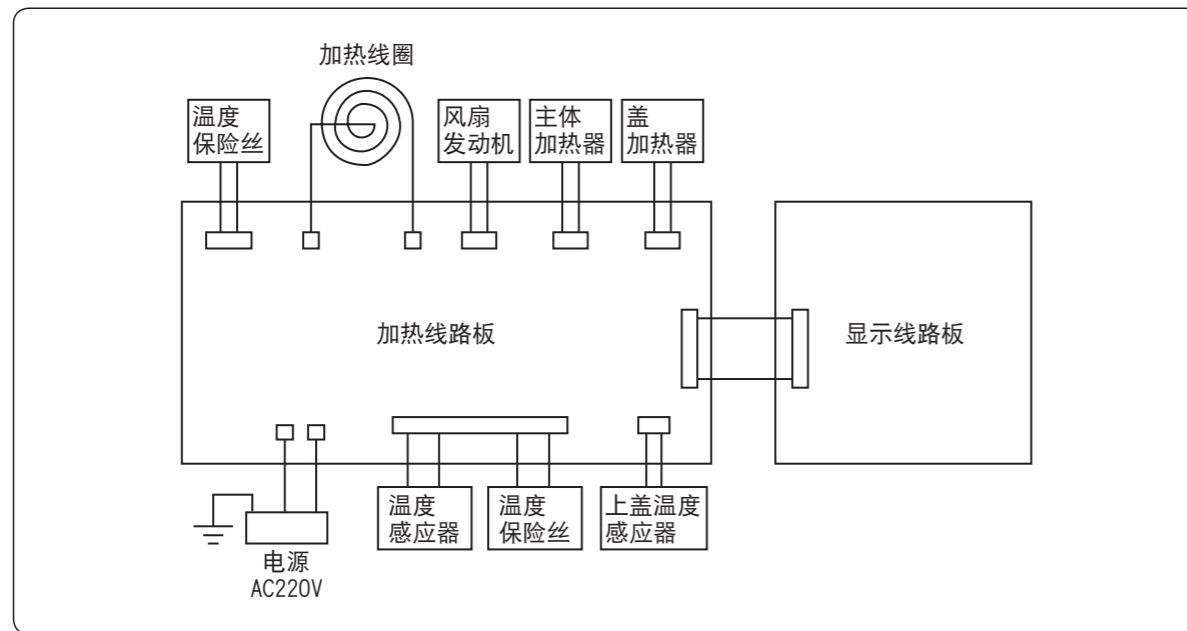 加热线圈
温度
保险丝
风扇
发动机
主体
加热器
盖
加热器
加热线路板
显示线路板
温度
感应器
温度
保险丝
上盖温度
感应器
电源
AC220V